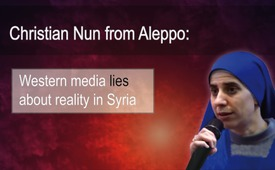 Christian Nun from Aleppo:
Western media lies
about reality in Syria